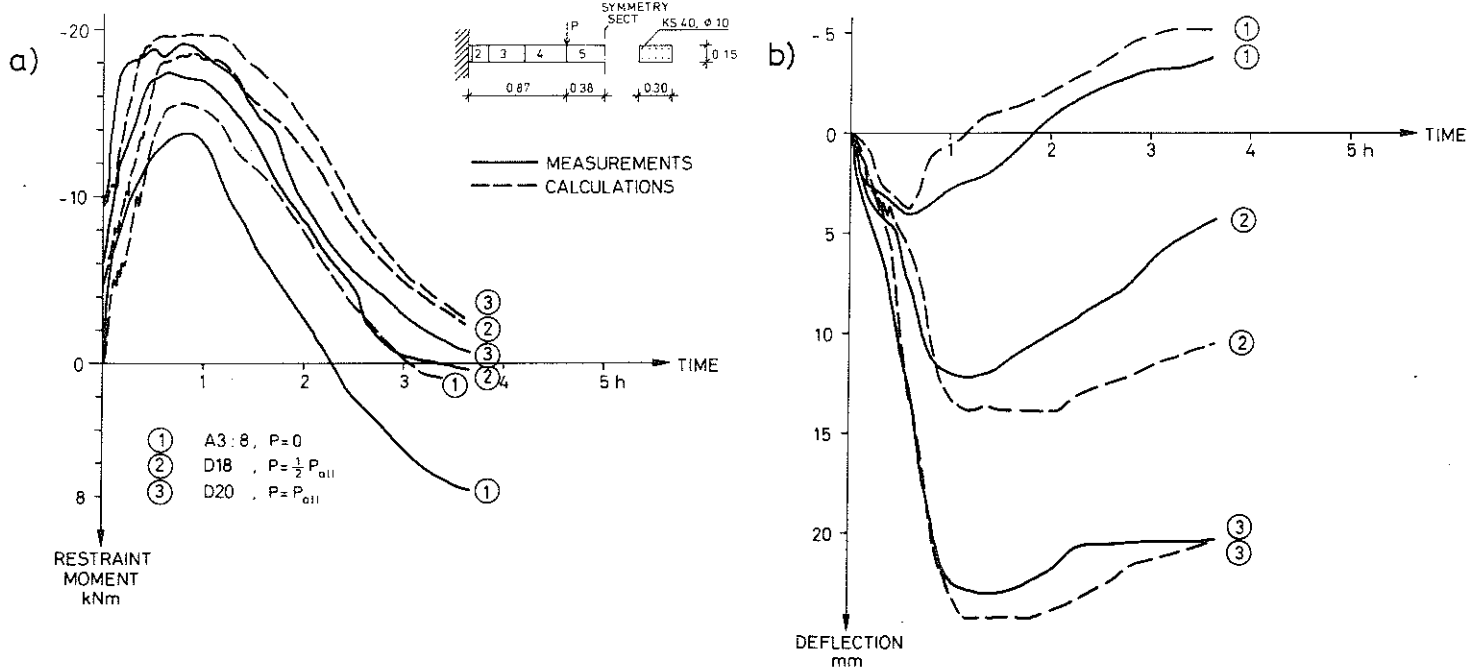 a)
-20
-10
0
8
1
2
3
4
5 h
TIME
RESTRAINT
MOMENT
kNm
SYMMETRY
SECT
P
KS 40, Φ 10
2
3
4
5
0.15
0.87
0.38
0.30
MEASUREMENTS
CALCULATIONS
3
2
3
2
1
1
1 A3:8, P=0
2 D18 , P=½ Pall
3 D20 , P=Pall
b)
-5
0
5
10
15
20
1
2
3
4
5 h
TIME
DEFLECTION
mm
1
1
2
2
3
3